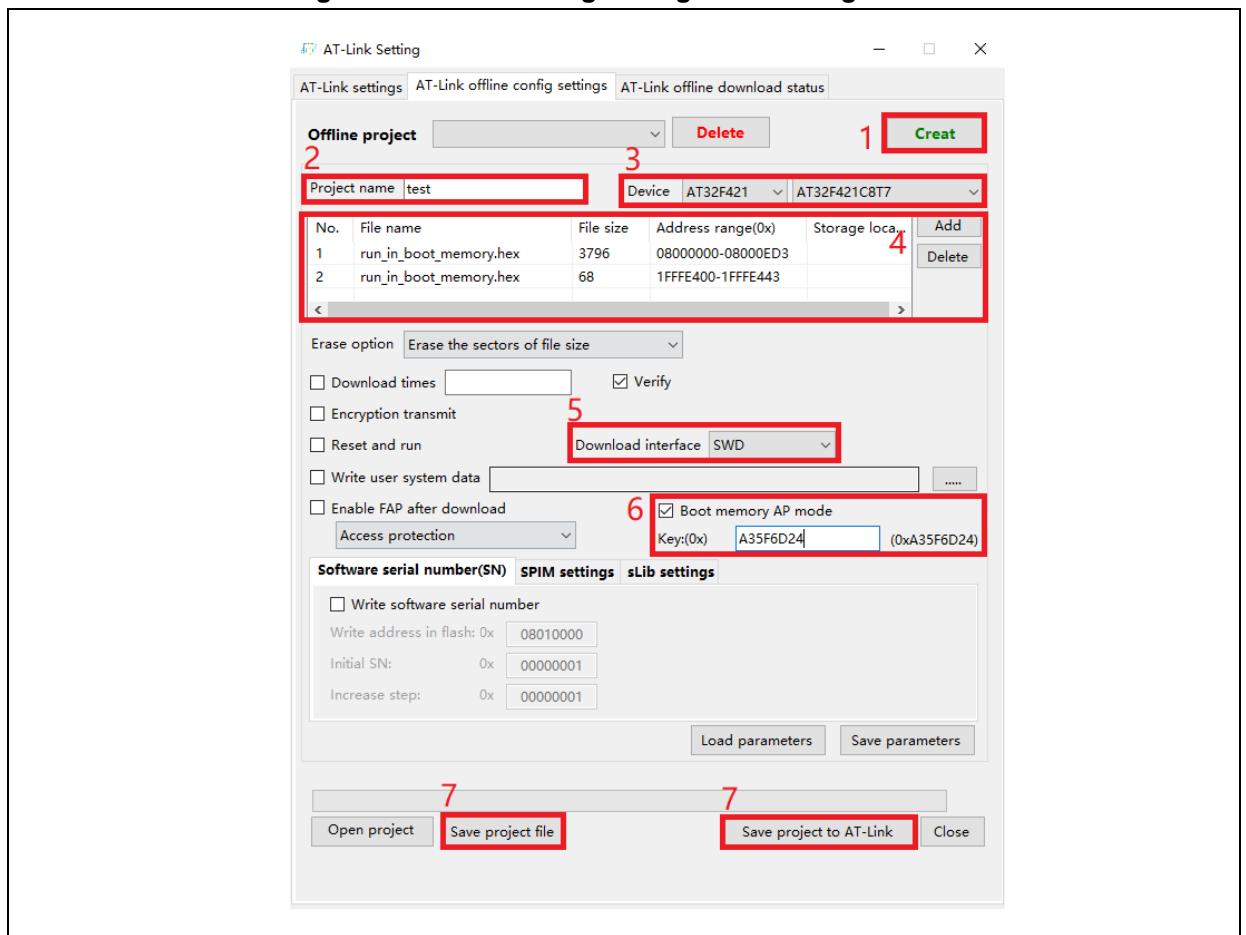 AT-Link Setting
AT-Link settings AT-Link offline config settings AT-Link offline download status
Offline project Delete 1 Creat
2 3
Project name test Device AT32F421 AT32F421C8T7
No. File name File size Address range(0x) Storage loca... Add
4
1 run_in_boot_memory.hex 3796 08000000-08000ED3 Delete
2 run_in_boot_memory.hex 68 1FFFE400-1FFFE443
Erase option Erase the sectors of file size
Download times Verify
Encryption transmit 5
Reset and run Download interface SWD
Write user system data .....
Enable FAP after download 6 Boot memory AP mode
Access protection Key:(0x) A35F6D24 (0xA35F6D24)
Software serial number(SN) SPIM settings sLib settings
Write software serial number
Write address in flash: 0x 08010000
Initial SN: 0x 00000001
Increase step: 0x 00000001
Load parameters Save parameters
7 7
Open project Save project file Save project to AT-Link Close